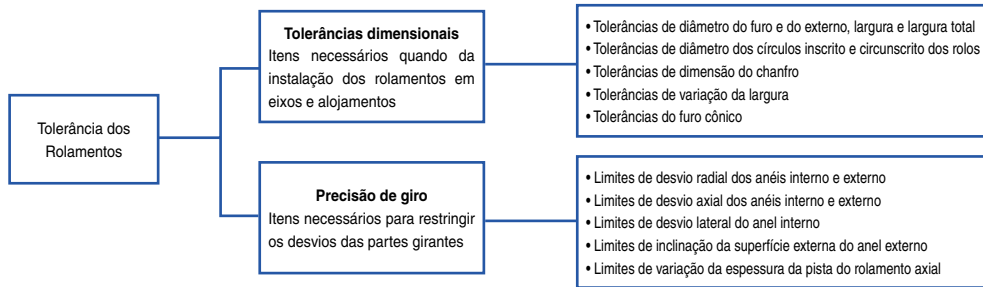 Tolerância dos
Rolamentos
Tolerâncias dimensionais
Itens necessários quando da
instalação dos rolamentos em
eixos e alojamentos
• Tolerâncias de diâmetro do furo e do externo, largura e largura total
• Tolerâncias de diâmetro dos círculos inscrito e circunscrito dos rolos
• Tolerâncias de dimensão do chanfro
• Tolerâncias de variação da largura
• Tolerâncias do furo cônico
Precisão de giro
Itens necessários para restringir
os desvios das partes girantes
• Limites de desvio radial dos anéis interno e externo
• Limites de desvio axial dos anéis interno e externo
• Limites de desvio lateral do anel interno
• Limites de inclinação da superfície externa do anel externo
• Limites de variação da espessura da pista do rolamento axial